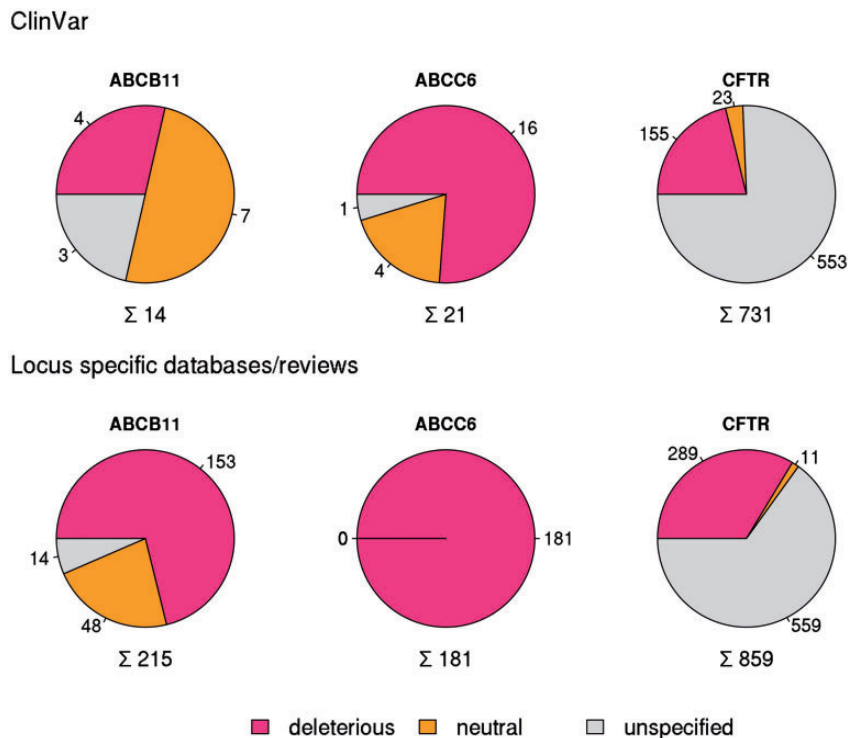 ClinVar
ABCB11 ABCC6 CFTR
4 7 3 16 1 4 23 155 553
Σ 14 Σ 21 Σ 731
Locus specific databases/reviews
ABCB11 ABCC6 CFTR
153 14 48 0 181 289 11 559
Σ 215 Σ 181 Σ 859
deleterious neutral unspecified